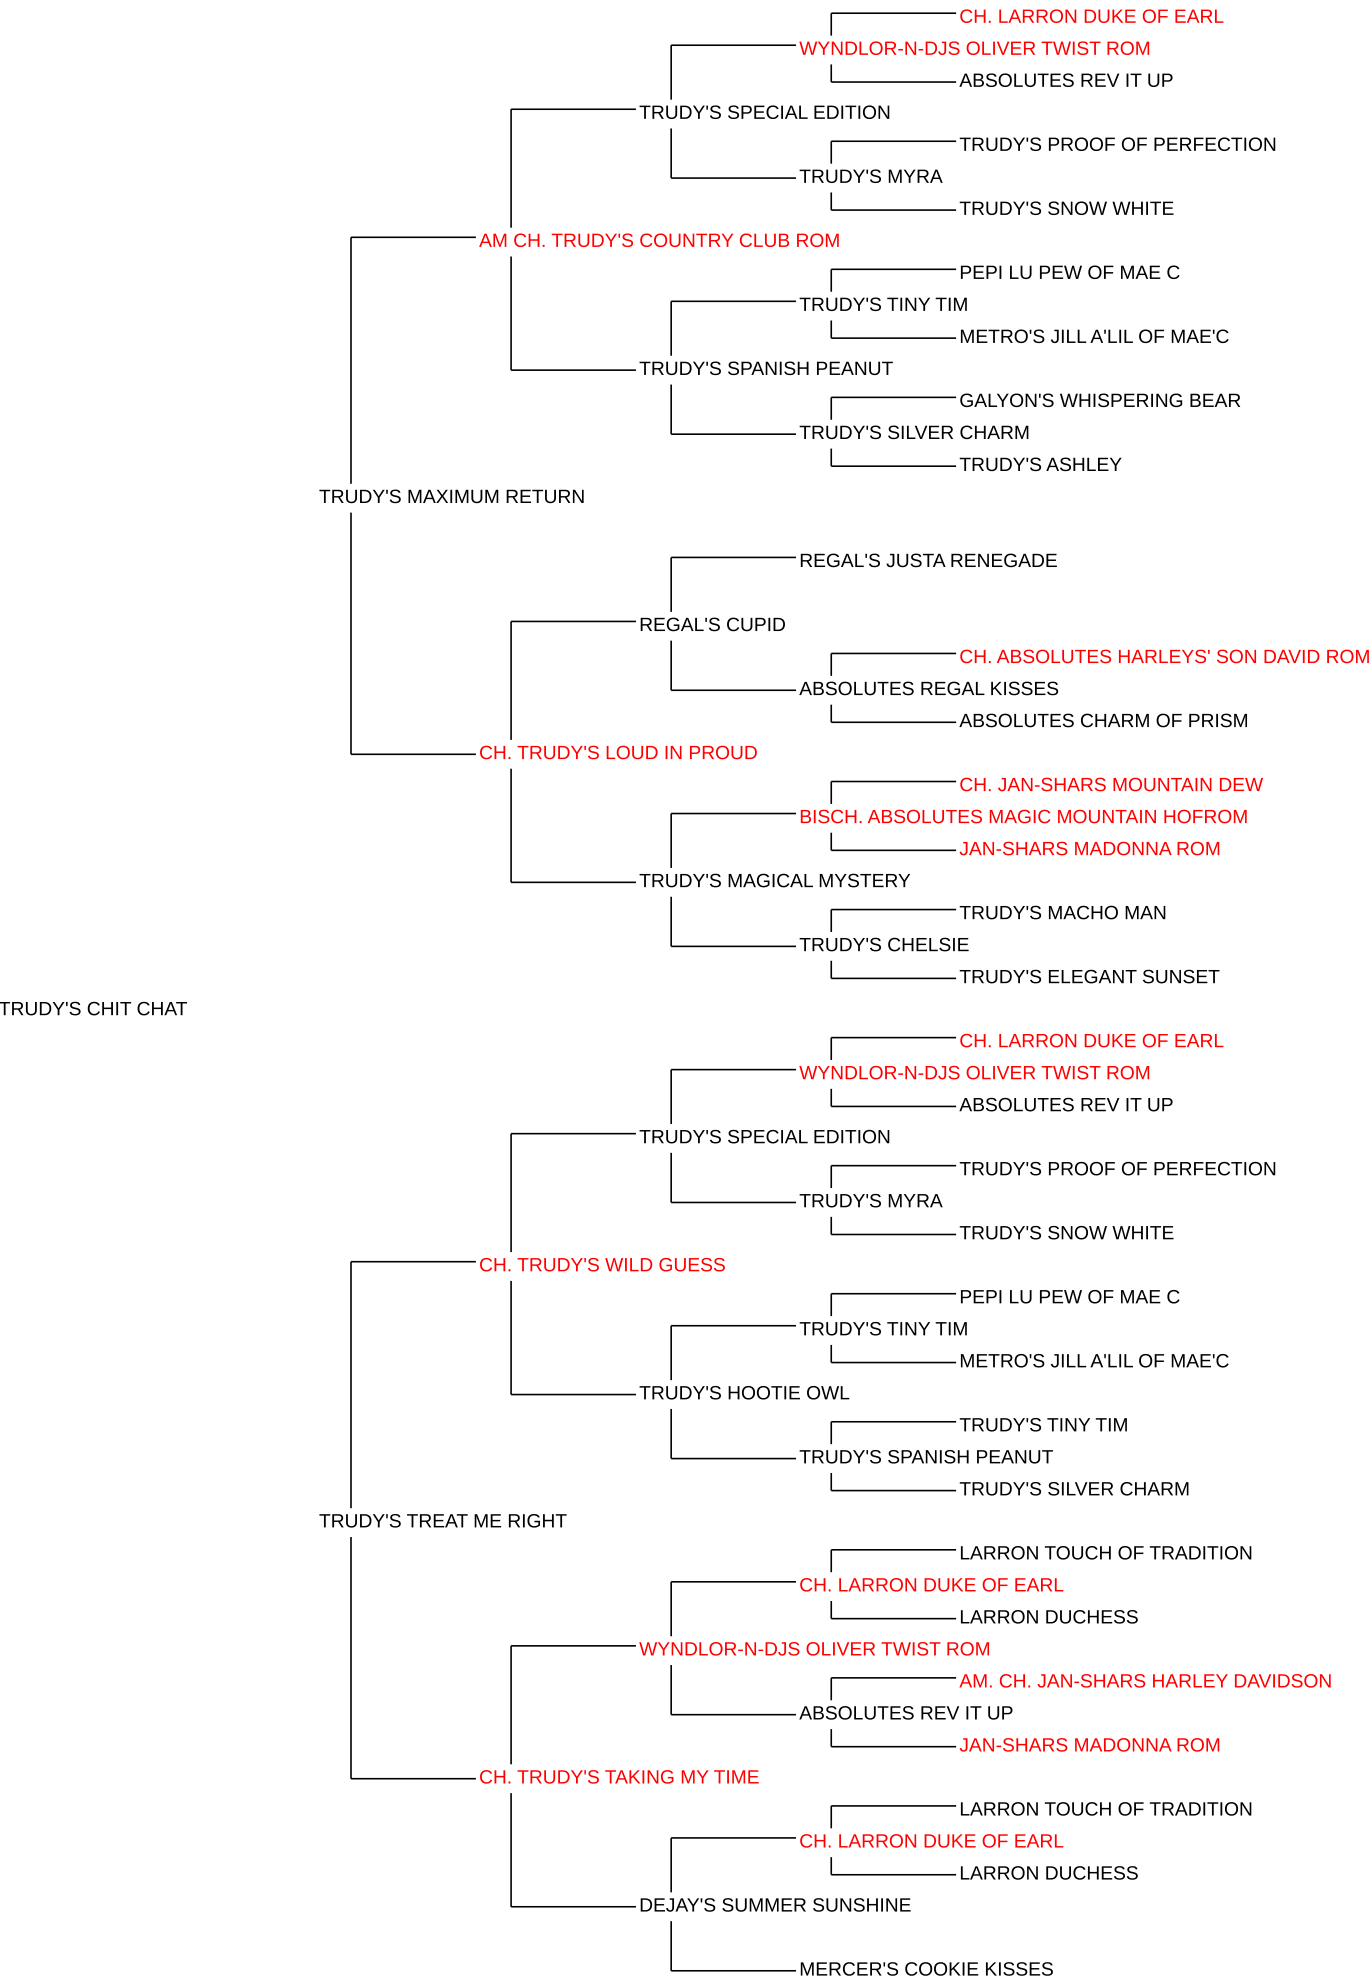 CH. LARRON DUKE OF EARL
WYNDLOR-N-DJS OLIVER TWIST ROM
ABSOLUTES REV IT UP
TRUDY'S SPECIAL EDITION
TRUDY'S PROOF OF PERFECTION
TRUDY'S MYRA
TRUDY'S SNOW WHITE
AM CH. TRUDY'S COUNTRY CLUB ROM
PEPI LU PEW OF MAE C
TRUDY'S TINY TIM
METRO'S JILL A'LIL OF MAE'C
TRUDY'S SPANISH PEANUT
GALYON'S WHISPERING BEAR
TRUDY'S SILVER CHARM
TRUDY'S ASHLEY
TRUDY'S MAXIMUM RETURN
REGAL'S JUSTA RENEGADE
REGAL'S CUPID
CH. ABSOLUTES HARLEYS' SON DAVID ROM
ABSOLUTES REGAL KISSES
ABSOLUTES CHARM OF PRISM
CH. TRUDY'S LOUD IN PROUD
CH. JAN-SHARS MOUNTAIN DEW
BISCH. ABSOLUTES MAGIC MOUNTAIN HOFROM
JAN-SHARS MADONNA ROM
TRUDY'S MAGICAL MYSTERY
TRUDY'S MACHO MAN
TRUDY'S CHELSIE
TRUDY'S ELEGANT SUNSET
TRUDY'S CHIT CHAT
CH. LARRON DUKE OF EARL
WYNDLOR-N-DJS OLIVER TWIST ROM
ABSOLUTES REV IT UP
TRUDY'S SPECIAL EDITION
TRUDY'S PROOF OF PERFECTION
TRUDY'S MYRA
TRUDY'S SNOW WHITE
CH. TRUDY'S WILD GUESS
PEPI LU PEW OF MAE C
TRUDY'S TINY TIM
METRO'S JILL A'LIL OF MAE'C
TRUDY'S HOOTIE OWL
TRUDY'S TINY TIM
TRUDY'S SPANISH PEANUT
TRUDY'S SILVER CHARM
TRUDY'S TREAT ME RIGHT
LARRON TOUCH OF TRADITION
CH. LARRON DUKE OF EARL
LARRON DUCHESS
WYNDLOR-N-DJS OLIVER TWIST ROM
AM. CH. JAN-SHARS HARLEY DAVIDSON
ABSOLUTES REV IT UP
JAN-SHARS MADONNA ROM
CH. TRUDY'S TAKING MY TIME
LARRON TOUCH OF TRADITION
CH. LARRON DUKE OF EARL
LARRON DUCHESS
DEJAY'S SUMMER SUNSHINE
MERCER'S COOKIE KISSES